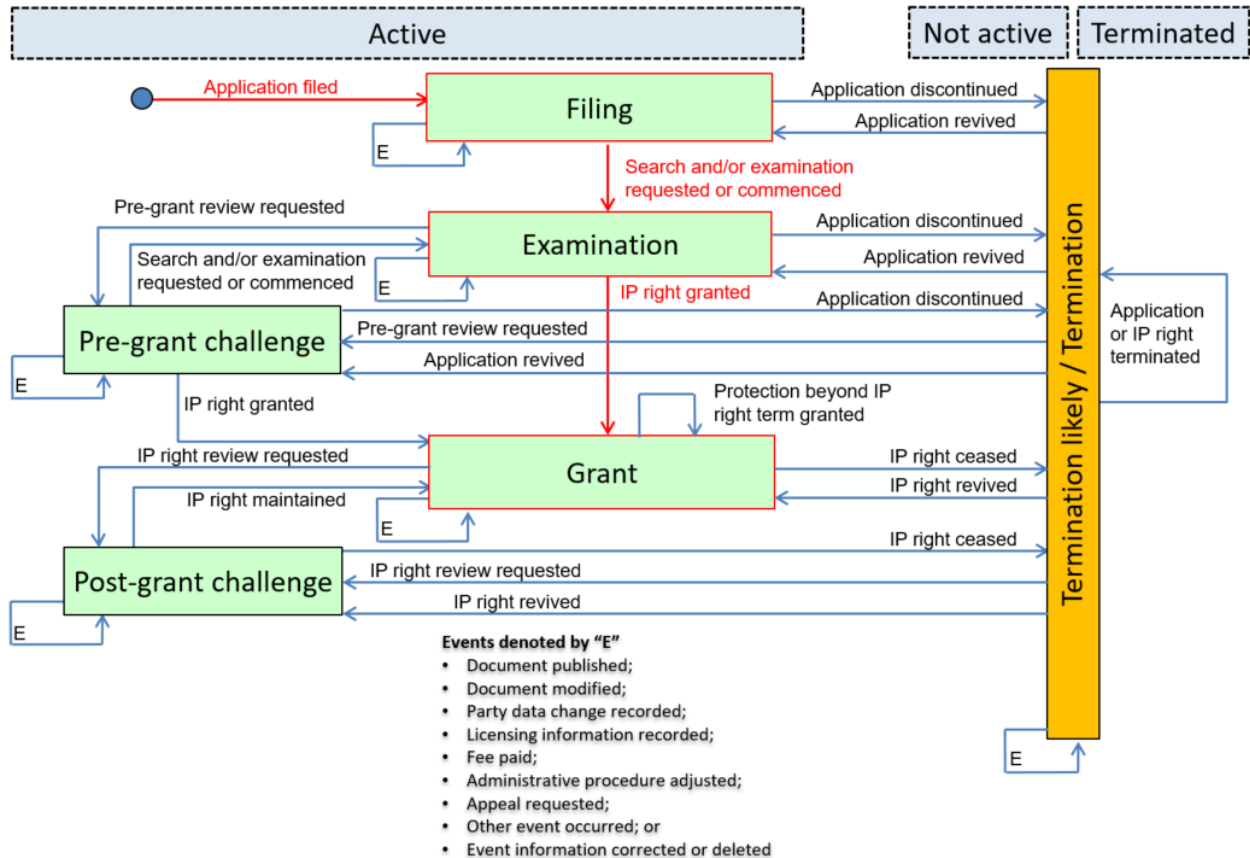 Active
Not active
Terminated
Application filed
Filing
Application discontinued
Application revived
E
Search and/or examination
requested or commenced
Pre-grant review requested
Examination
Application discontinued
Search and/or examination
requested or commenced
E
Application revived
IP right granted
Application discontinued
Pre-grant challenge
Pre-grant review requested
Application revived
E
Application
or IP right
terminated
Termination likely / Termination
IP right granted
Protection beyond IP
right term granted
IP right review requested
Grant
IP right ceased
IP right maintained
E
IP right revived
IP right ceased
Post-grant challenge
IP right review requested
IP right revived
E
Events denoted by “E”
• Document published;
• Document modified;
• Party data change recorded;
• Licensing information recorded;
• Fee paid;
• Administrative procedure adjusted;
• Appeal requested;
• Other event occurred; or
• Event information corrected or deleted
E